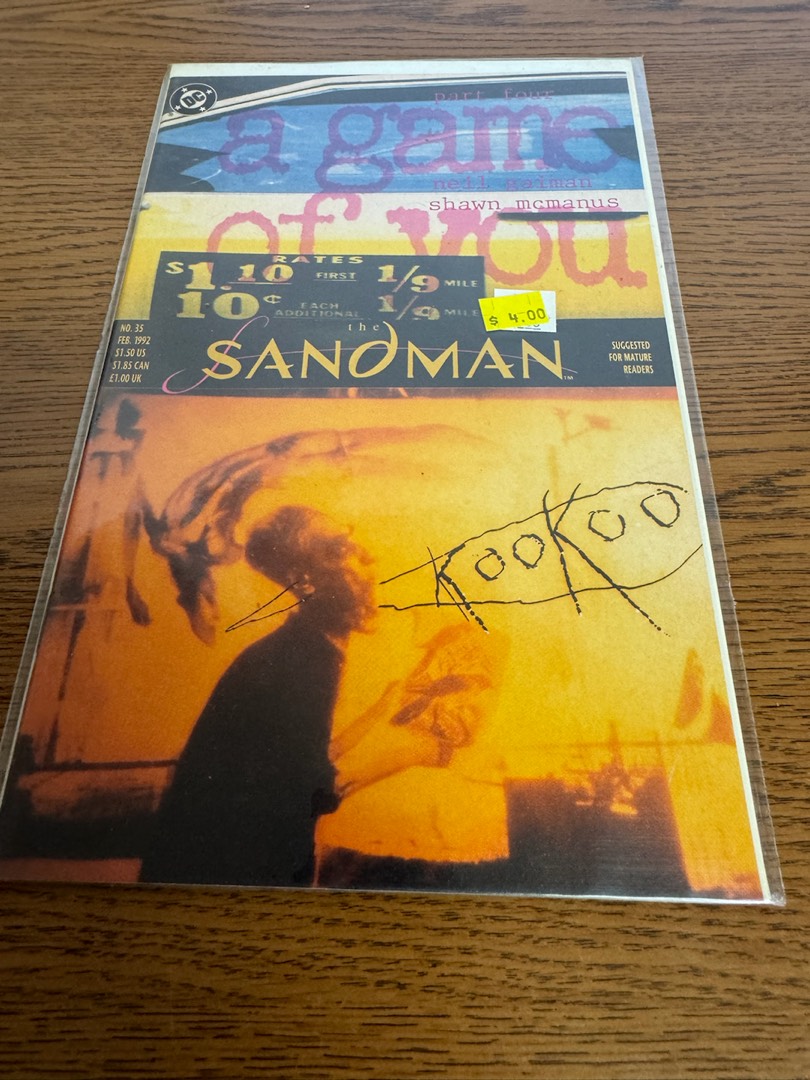 DC
part four
a game
neil gaiman
shawn mcmanus
of you
RATES
$1.10 FIRST 1/9 MILE
10¢ EACH ADDITIONAL 1/9 MILE
$ 4.00
NO. 35
FEB. 1992
$1.50 US
$1.85 CAN
£1.00 UK
the
SANDMAN™
SUGGESTED
FOR MATURE
READERS
KooKoo